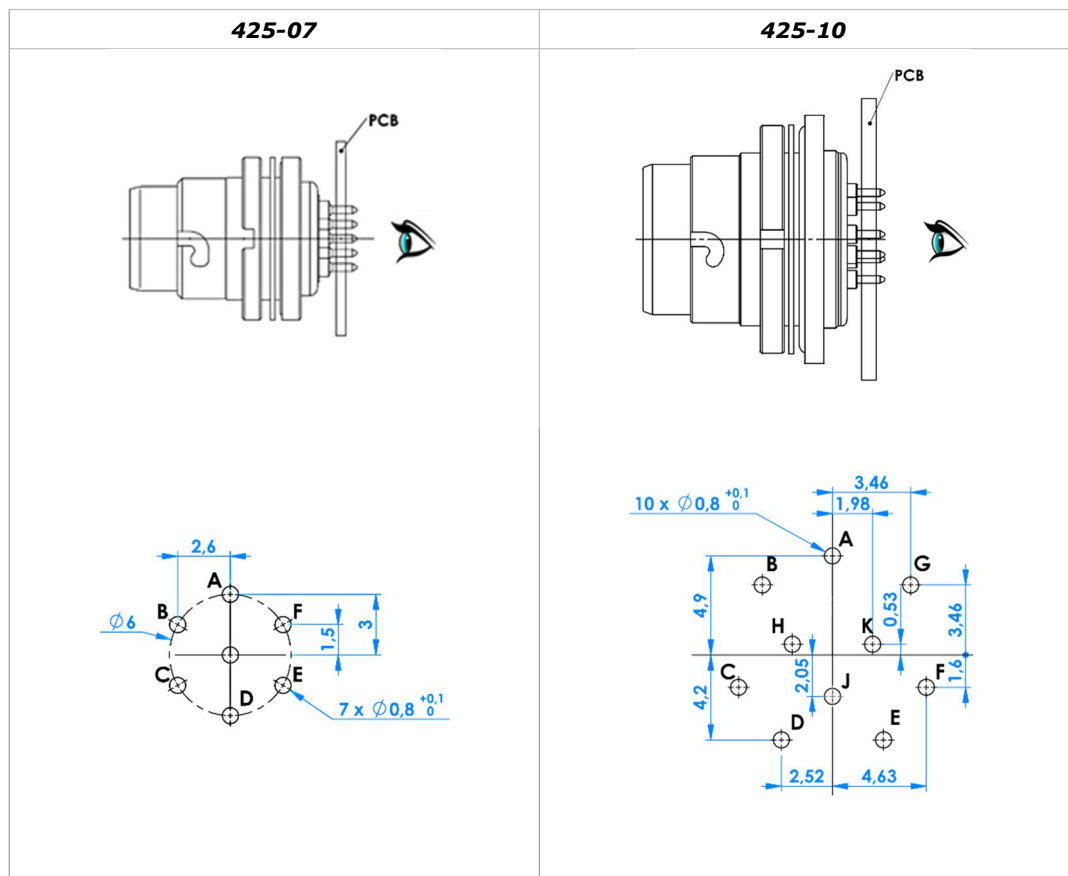 425-07
425-10
PCB
PCB
2,6
A
B
F
Ø6
1,5
3
C
E
D
7 x Ø0,8 +0,1 0
3,46
10 x Ø0,8 +0,1 0
1,98
A
B
G
4,9
0,53
3,46
H
K
2,05
C
J
F
1,6
4,2
D
E
2,52
4,63